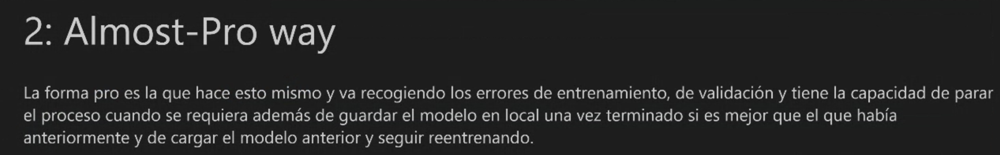 2: Almost-Pro way
La forma pro es la que hace esto mismo y va recogiendo los errores de entrenamiento, de validación y tiene la capacidad de parar
el proceso cuando se requiera además de guardar el modelo en local una vez terminado si es mejor que el que había
anteriormente y de cargar el modelo anterior y seguir reentrenando.